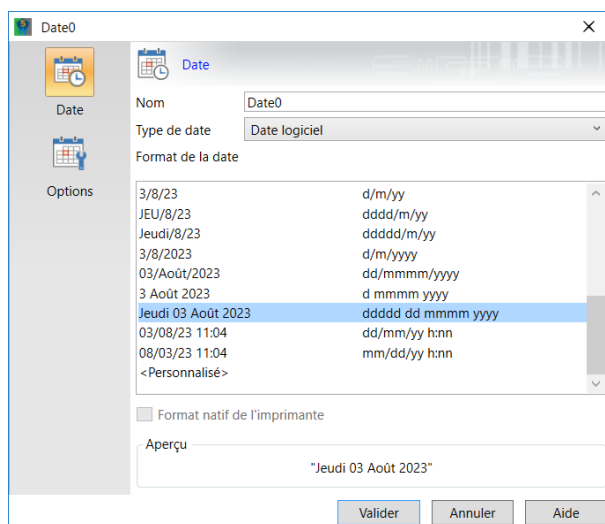 Date0
Date
Date
Options
Nom
Date0
Type de date
Date logiciel
Format de la date
3/8/23 d/m/yy
JEU/8/23 dddd/m/yy
Jeudi/8/23 ddddd/m/yy
3/8/2023 d/m/yyyy
03/Août/2023 dd/mmmm/yyyy
3 Août 2023 d mmmm yyyy
Jeudi 03 Août 2023 ddddd dd mmmm yyyy
03/08/23 11:04 dd/mm/yy h:nn
08/03/23 11:04 mm/dd/yy h:nn
<Personnalisé>
Format natif de l'imprimante
Aperçu
"Jeudi 03 Août 2023"
Valider Annuler Aide